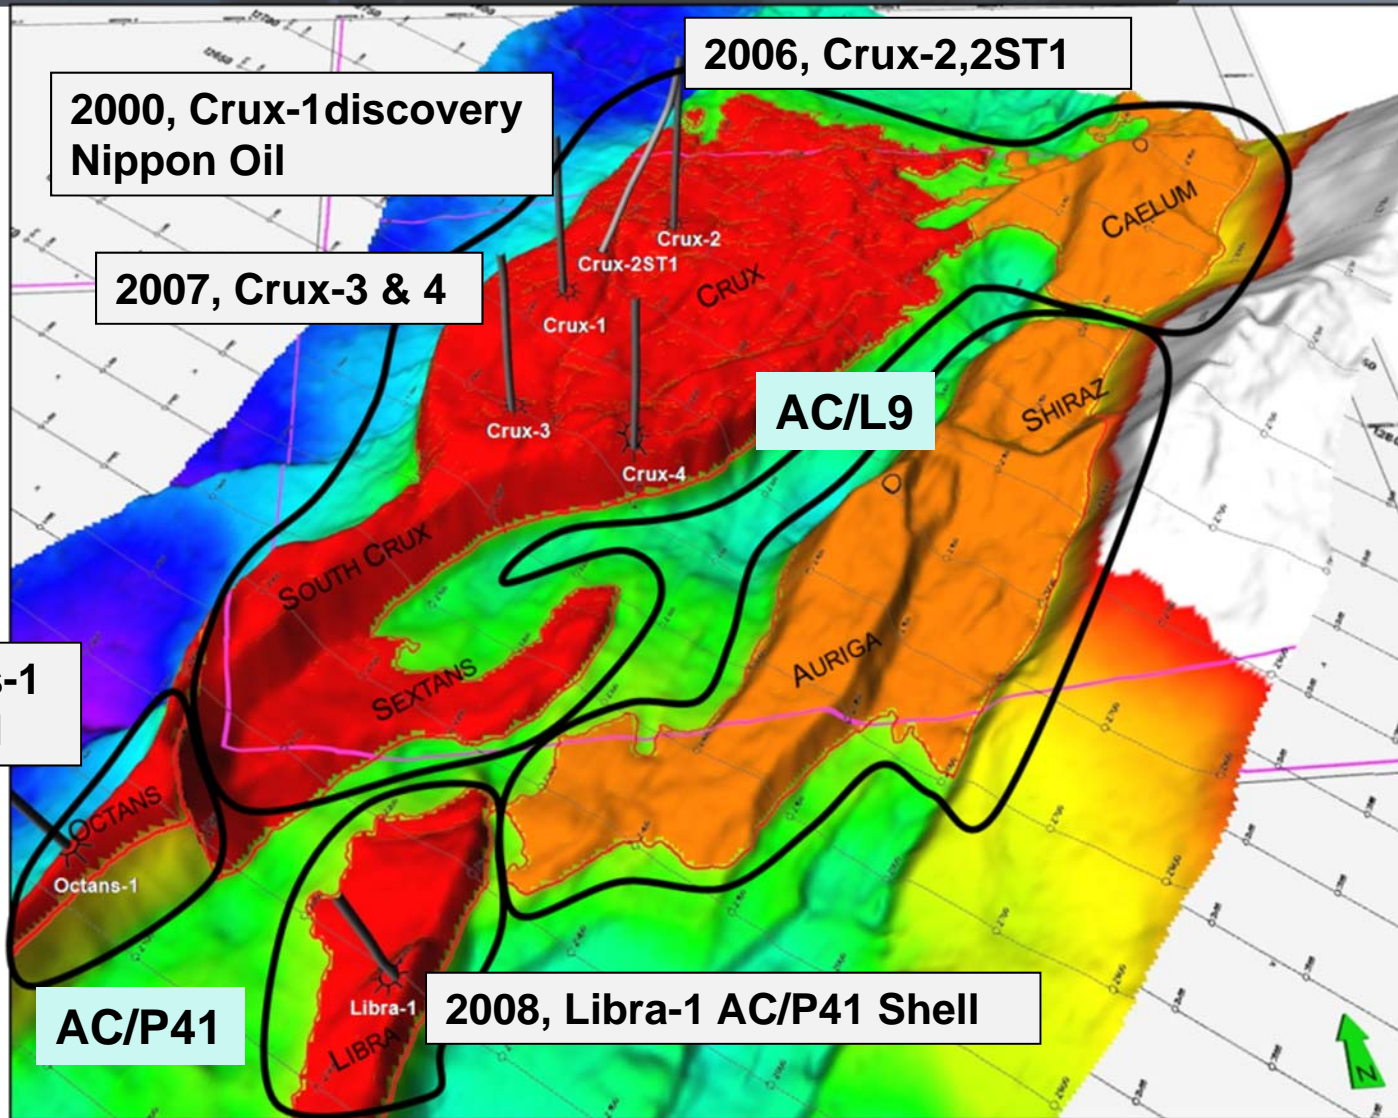 2006, Crux-2,2ST1
2000, Crux-1discovery
Nippon Oil
Crux-2
Crux-2ST1
CAELUM
CRUX
2007, Crux-3 & 4
Crux-1
AC/L9
SHIRAZ
Crux-3
Crux-4
SOUTH CRUX
AURIGA
SEXTANS
-1
OCTANS
Octans-1
Libra-1
2008, Libra-1 AC/P41 Shell
AC/P41
LIBRA
N